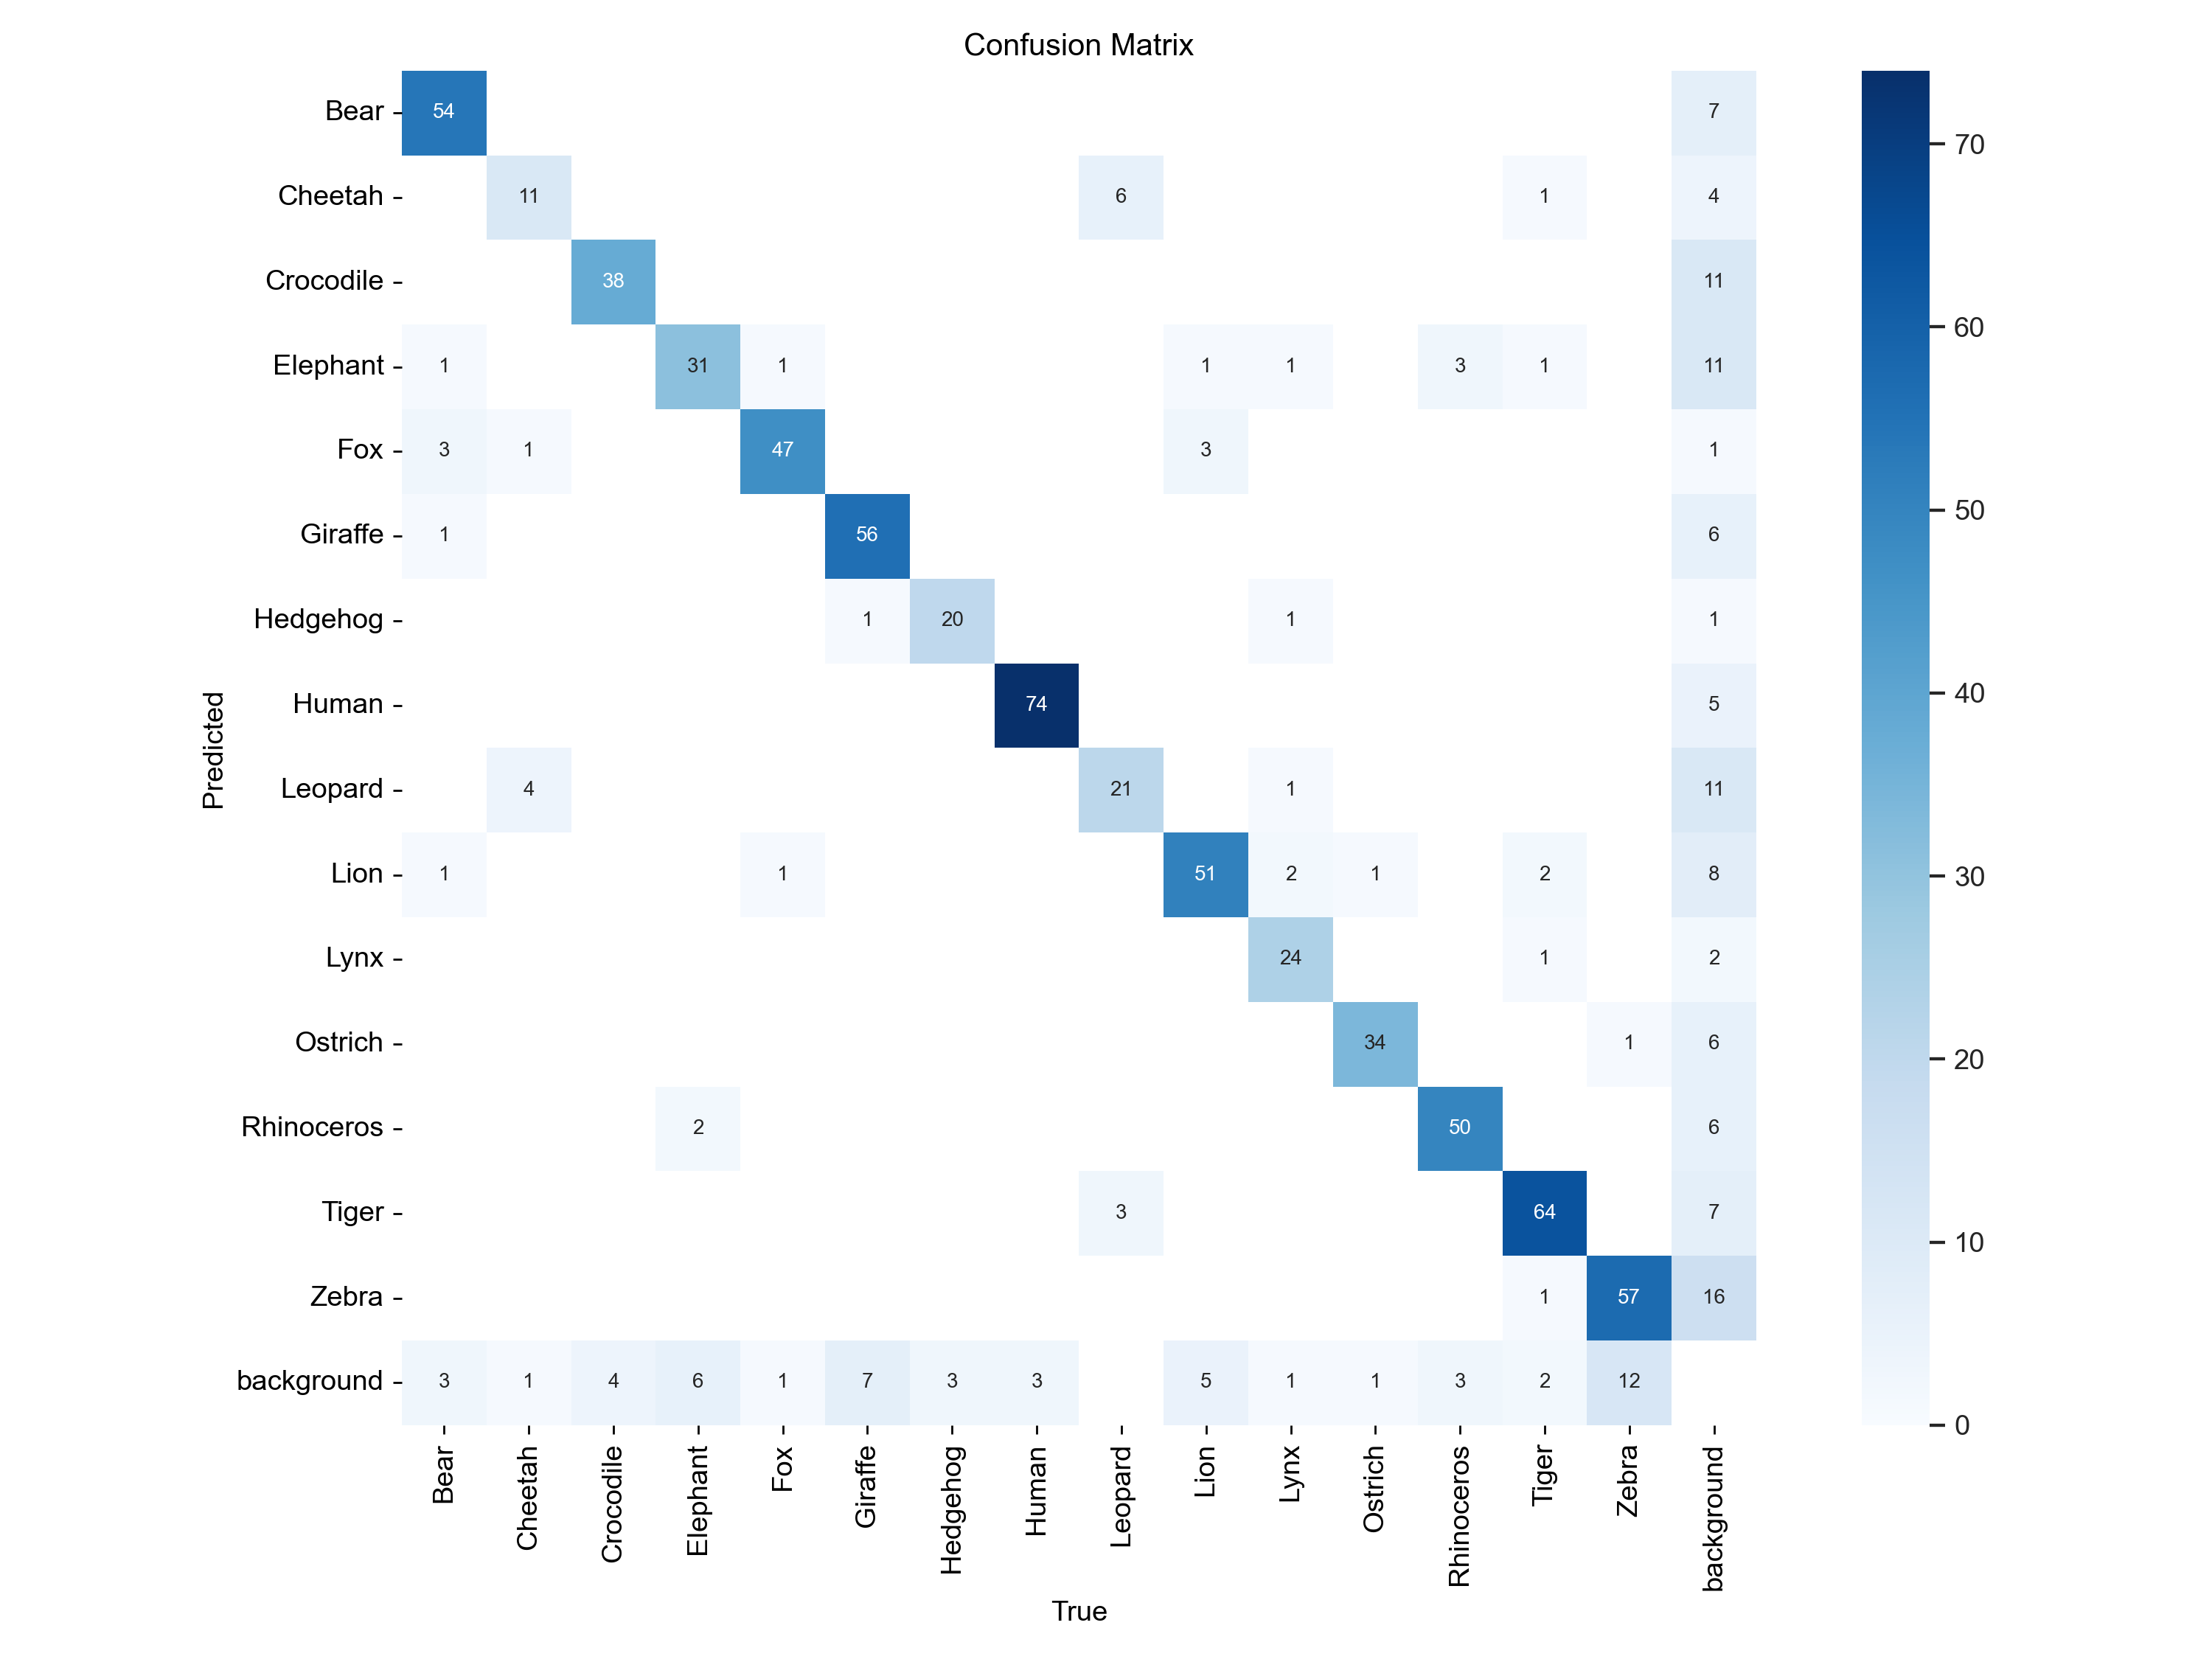 Confusion Matrix
Bear 54 7
Cheetah 11 6 1 4
Crocodile 38 11
Elephant 1 31 1 1 1 3 1 11
Fox 3 1 47 3 1
Giraffe 1 56 6
Hedgehog 1 20 1 1
Human 74 5
Leopard 4 21 1 11
Lion 1 1 51 2 1 2 8
Lynx 24 1 2
Ostrich 34 1 6
Rhinoceros 2 50 6
Tiger 3 64 7
Zebra 1 57 16
background 3 1 4 6 1 7 3 3 5 1 1 3 2 12
Predicted
Bear Cheetah Crocodile Elephant Fox Giraffe Hedgehog Human Leopard Lion Lynx Ostrich Rhinoceros Tiger Zebra background
True
70
60
50
40
30
20
10
0